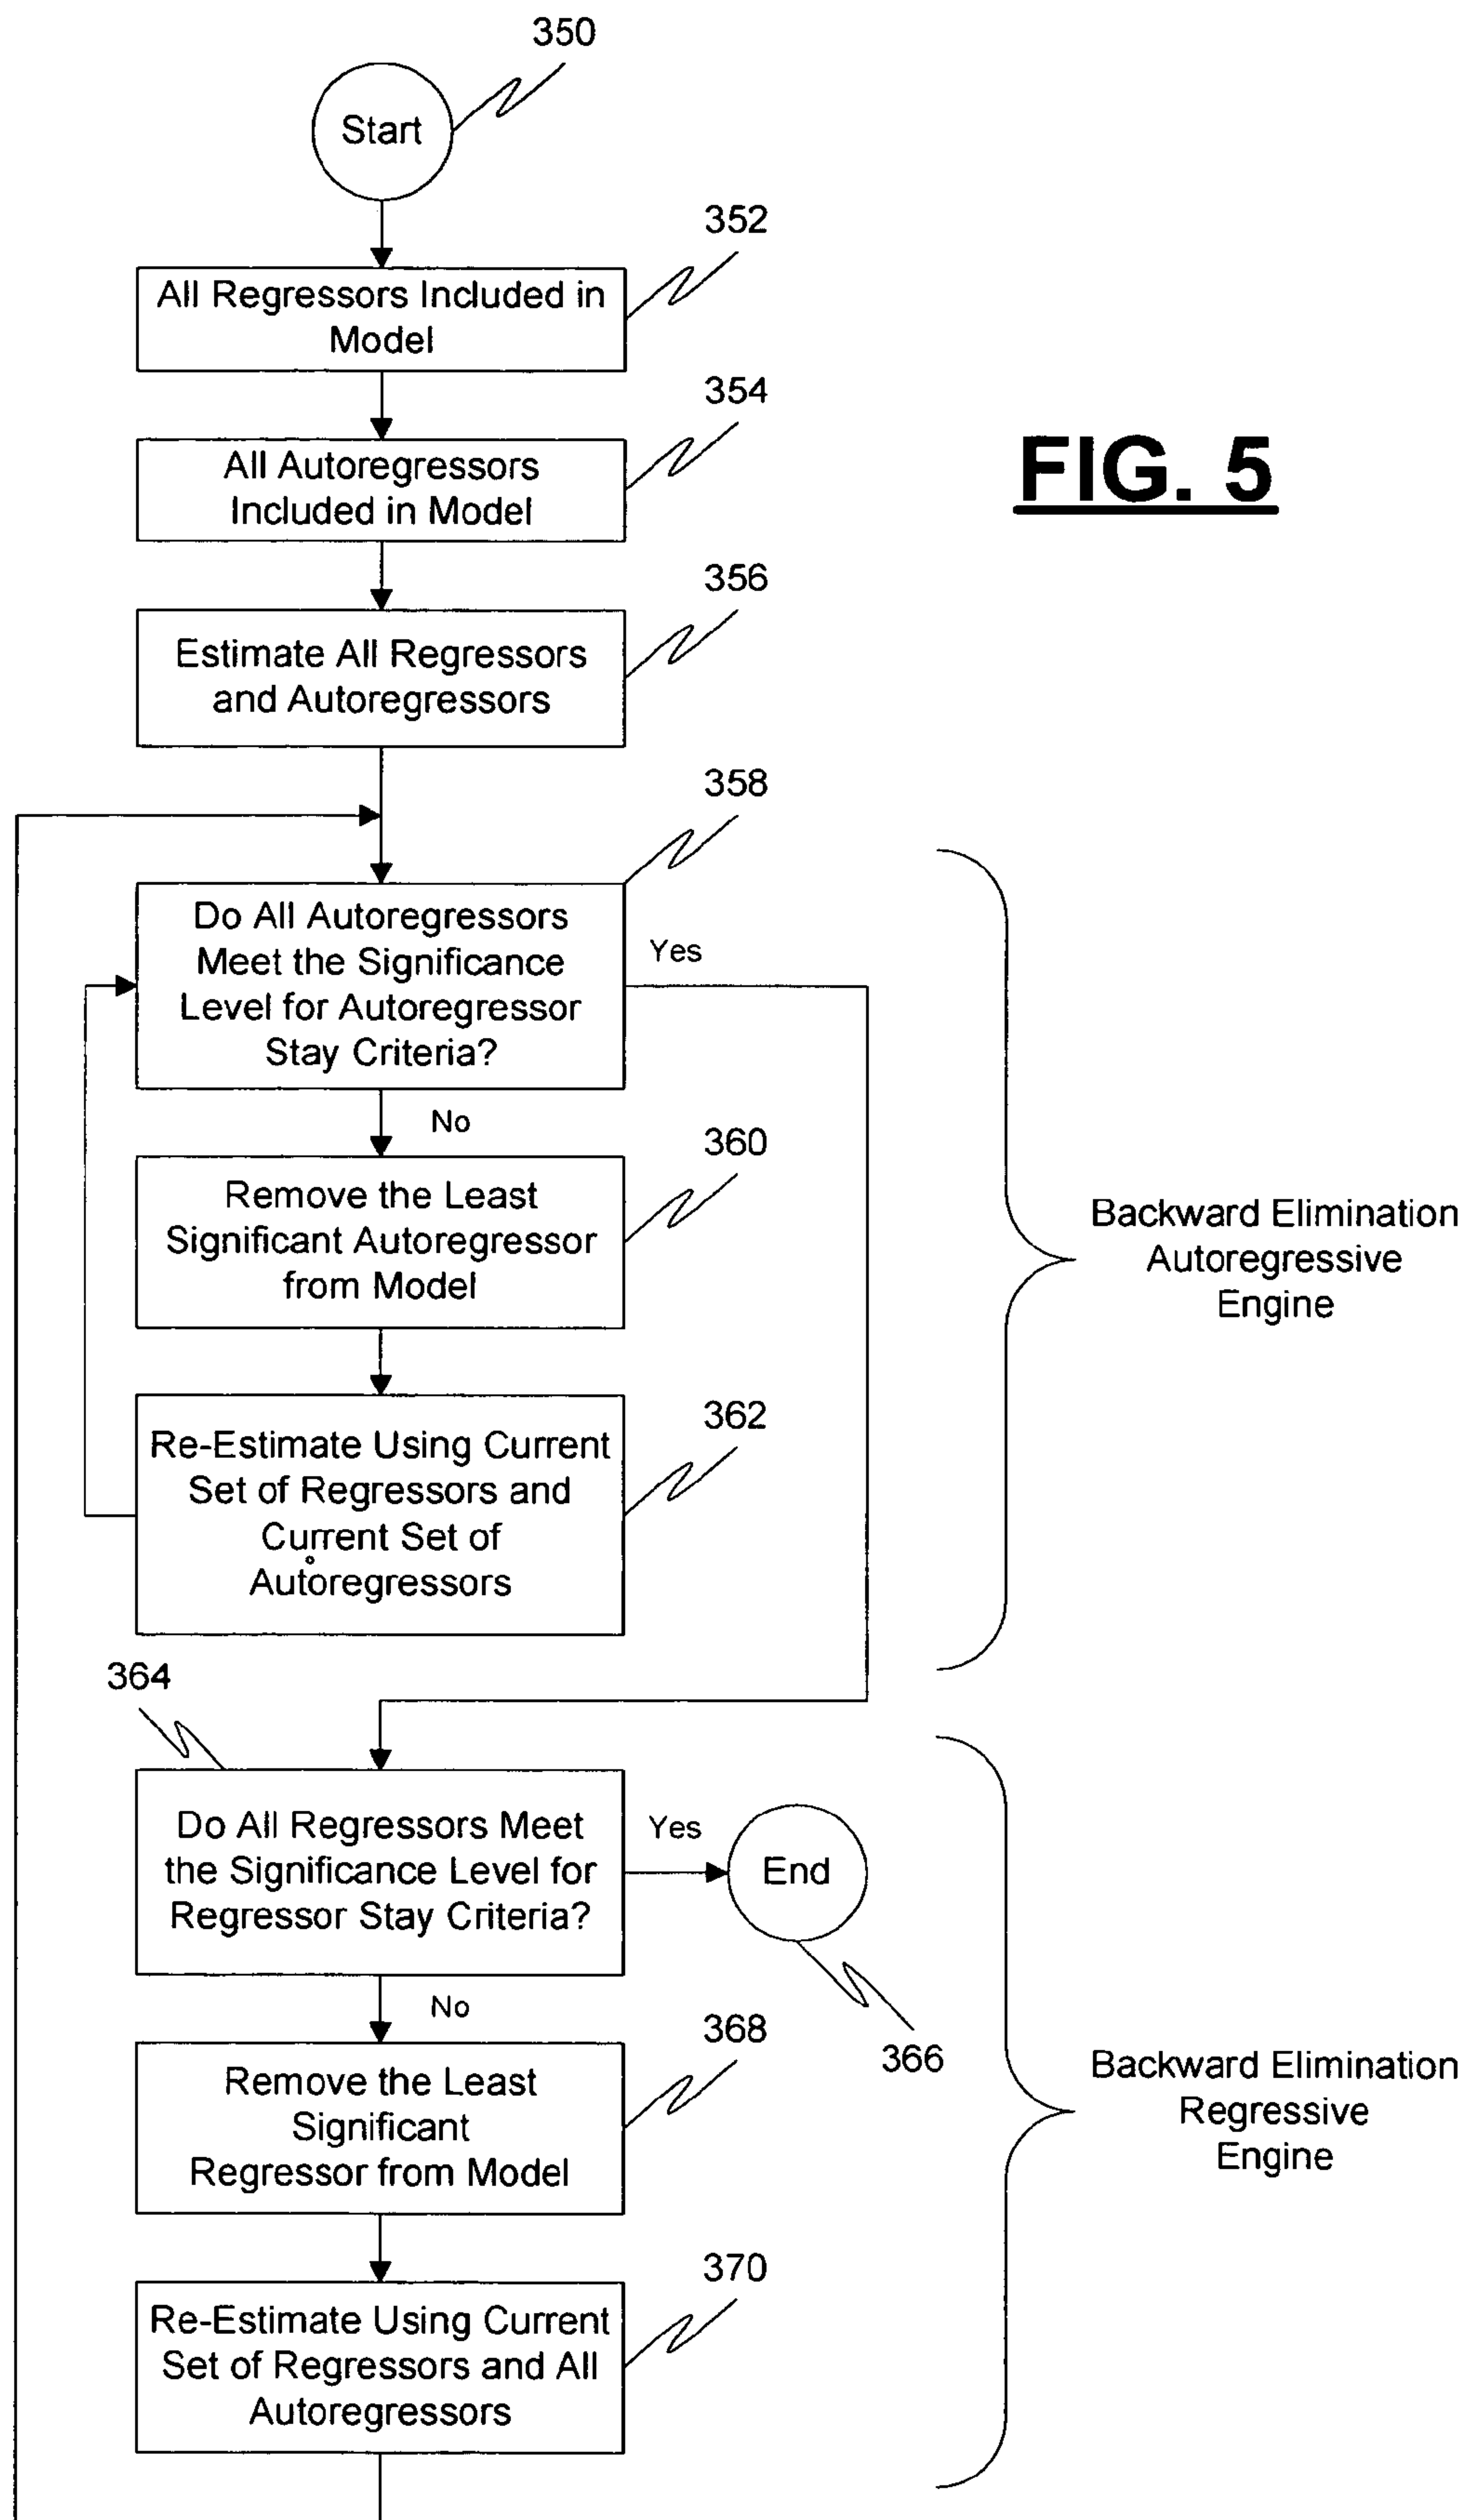 350
Start
352
All Regressors Included in
Model
354
All Autoregressors
Included in Model
FIG. 5
356
Estimate All Regressors
and Autoregressors
358
Do All Autoregressors
Meet the Significance
Level for Autoregressor
Stay Criteria?
Yes
No
360
Remove the Least
Significant Autoregressor
from Model
Backward Elimination
Autoregressive
Engine
362
Re-Estimate Using Current
Set of Regressors and
Current Set of
Autoregressors
364
Do All Regressors Meet
the Significance Level for
Regressor Stay Criteria?
Yes
End
366
No
368
Remove the Least
Significant
Regressor from Model
Backward Elimination
Regressive
Engine
370
Re-Estimate Using Current
Set of Regressors and All
Autoregressors